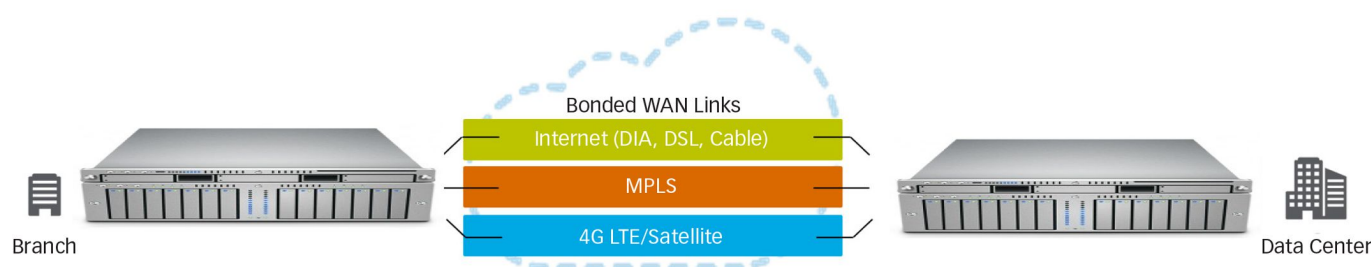 Bonded WAN Links
Internet (DIA, DSL, Cable)
MPLS
4G LTE/Satellite
Branch
Data Center